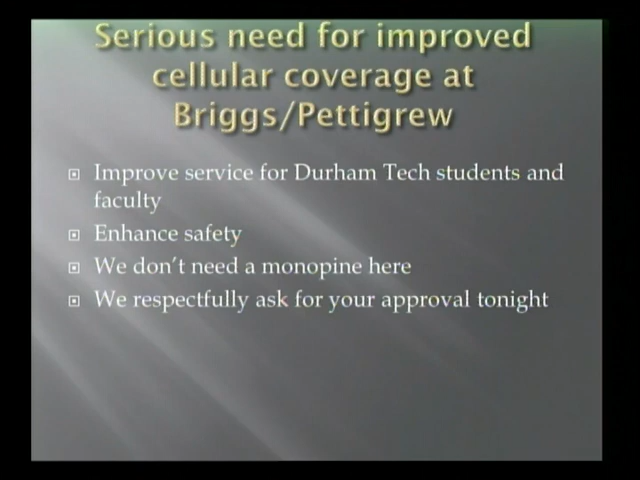 Serious need for improved
cellular coverage at
Briggs/Pettigrew
Improve service for Durham Tech students and
faculty
Enhance safety
We don't need a monopine here
We respectfully ask for your approval tonight